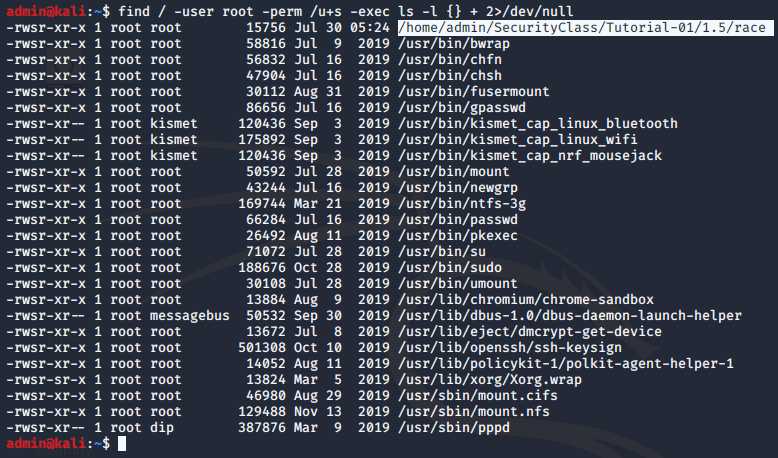 admin@kali:~$ find / -user root -perm /u+s -exec ls -l {} + 2>/dev/null
-rwsr-xr-x 1 root root 15756 Jul 30 05:24 /home/admin/SecurityClass/Tutorial-01/1.5/race
-rwsr-xr-x 1 root root 58816 Jul 9 2019 /usr/bin/bwrap
-rwsr-xr-x 1 root root 56832 Jul 16 2019 /usr/bin/chfn
-rwsr-xr-x 1 root root 47904 Jul 16 2019 /usr/bin/chsh
-rwsr-xr-x 1 root root 30112 Aug 31 2019 /usr/bin/fusermount
-rwsr-xr-x 1 root root 86656 Jul 16 2019 /usr/bin/gpasswd
-rwsr-xr-- 1 root kismet 120436 Sep 3 2019 /usr/bin/kismet_cap_linux_bluetooth
-rwsr-xr-- 1 root kismet 175892 Sep 3 2019 /usr/bin/kismet_cap_linux_wifi
-rwsr-xr-- 1 root kismet 120436 Sep 3 2019 /usr/bin/kismet_cap_nrf_mousejack
-rwsr-xr-x 1 root root 50592 Jul 28 2019 /usr/bin/mount
-rwsr-xr-x 1 root root 43244 Jul 16 2019 /usr/bin/newgrp
-rwsr-xr-x 1 root root 169744 Mar 21 2019 /usr/bin/ntfs-3g
-rwsr-xr-x 1 root root 66284 Jul 16 2019 /usr/bin/passwd
-rwsr-xr-x 1 root root 26492 Aug 11 2019 /usr/bin/pkexec
-rwsr-xr-x 1 root root 71072 Jul 28 2019 /usr/bin/su
-rwsr-xr-x 1 root root 188676 Oct 28 2019 /usr/bin/sudo
-rwsr-xr-x 1 root root 30108 Jul 28 2019 /usr/bin/umount
-rwsr-xr-x 1 root root 13884 Aug 9 2019 /usr/lib/chromium/chrome-sandbox
-rwsr-xr-- 1 root messagebus 50532 Sep 30 2019 /usr/lib/dbus-1.0/dbus-daemon-launch-helper
-rwsr-xr-x 1 root root 13672 Jul 8 2019 /usr/lib/eject/dmcrypt-get-device
-rwsr-xr-x 1 root root 501308 Oct 10 2019 /usr/lib/openssh/ssh-keysign
-rwsr-xr-x 1 root root 14052 Aug 11 2019 /usr/lib/policykit-1/polkit-agent-helper-1
-rwsr-xr-x 1 root root 13824 Mar 5 2019 /usr/lib/xorg/Xorg.wrap
-rwsr-xr-x 1 root root 46980 Aug 29 2019 /usr/sbin/mount.cifs
-rwsr-xr-x 1 root root 129488 Nov 13 2019 /usr/sbin/mount.nfs
-rwsr-xr-- 1 root dip 387876 Mar 9 2019 /usr/sbin/pppd
admin@kali:~$